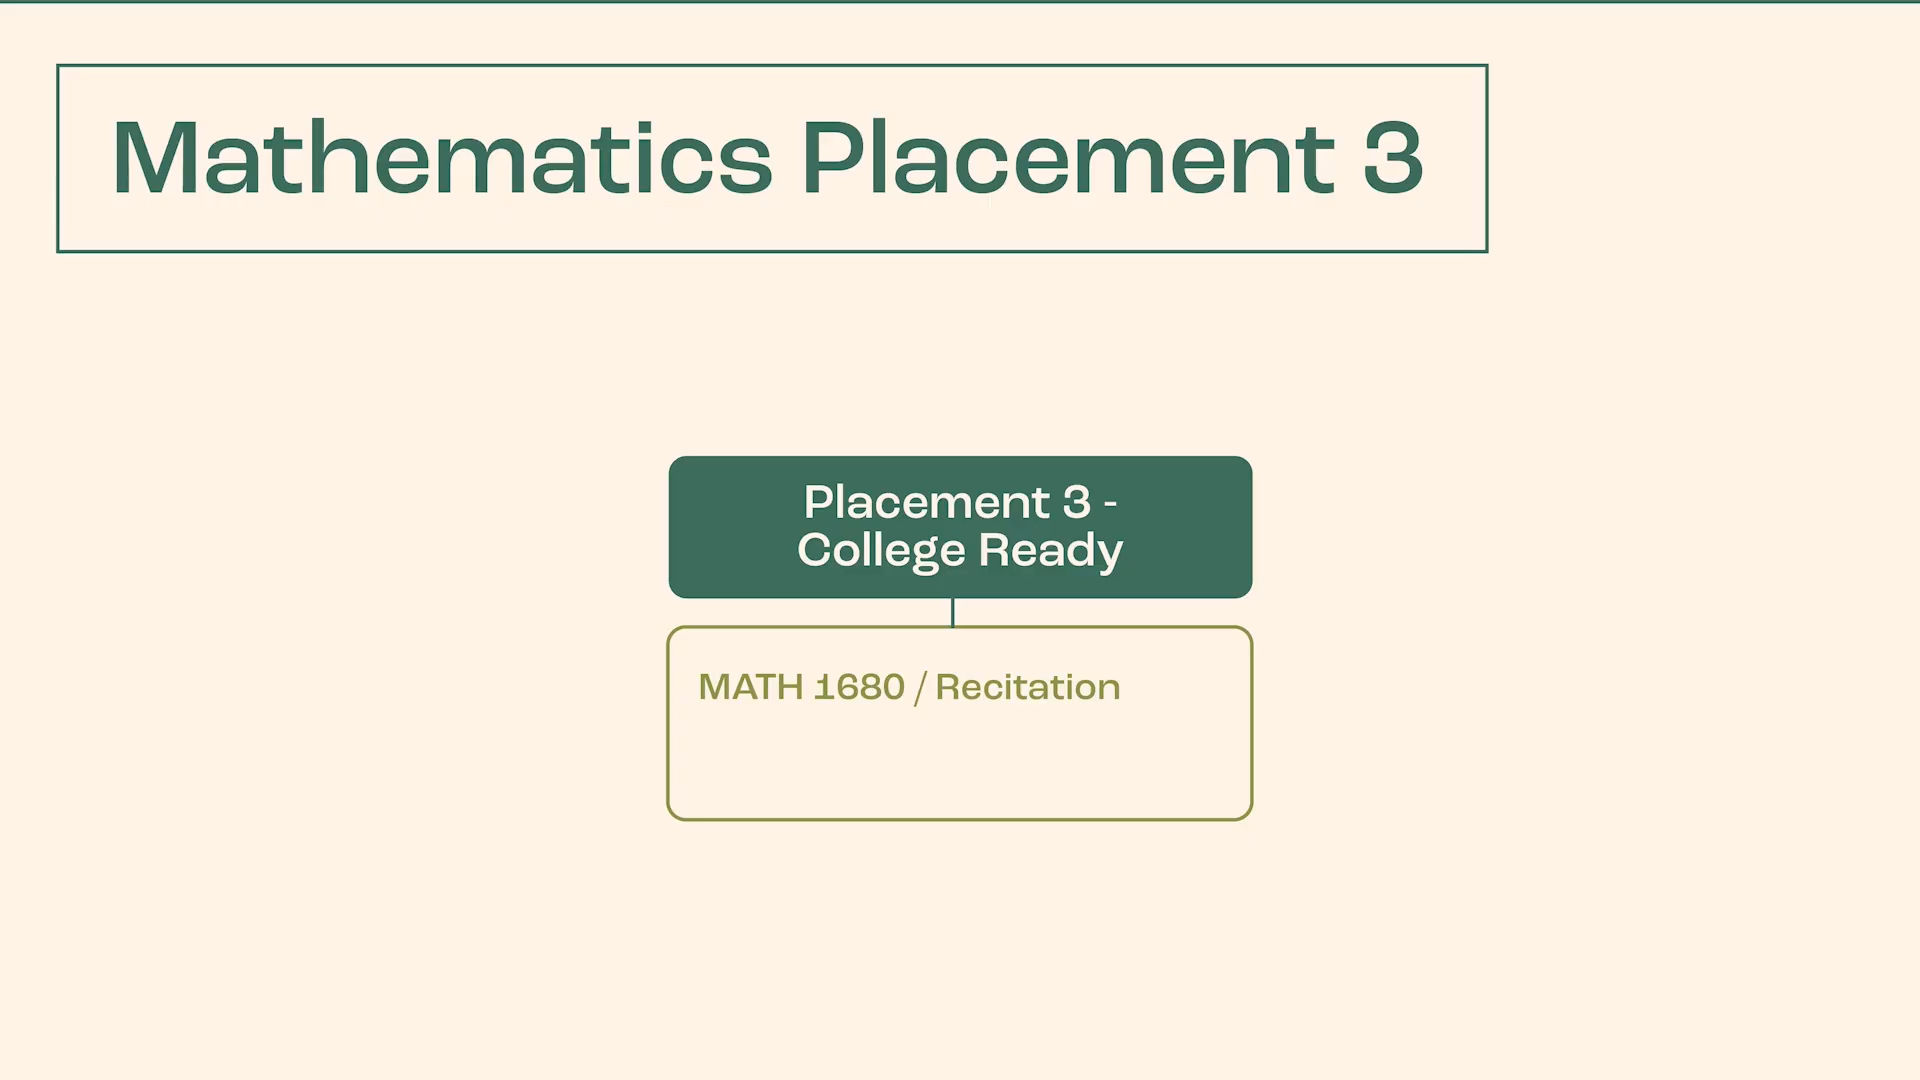 Mathematics Placement 3
Placement 3 -
College Ready
MATH 1680 / Recitation